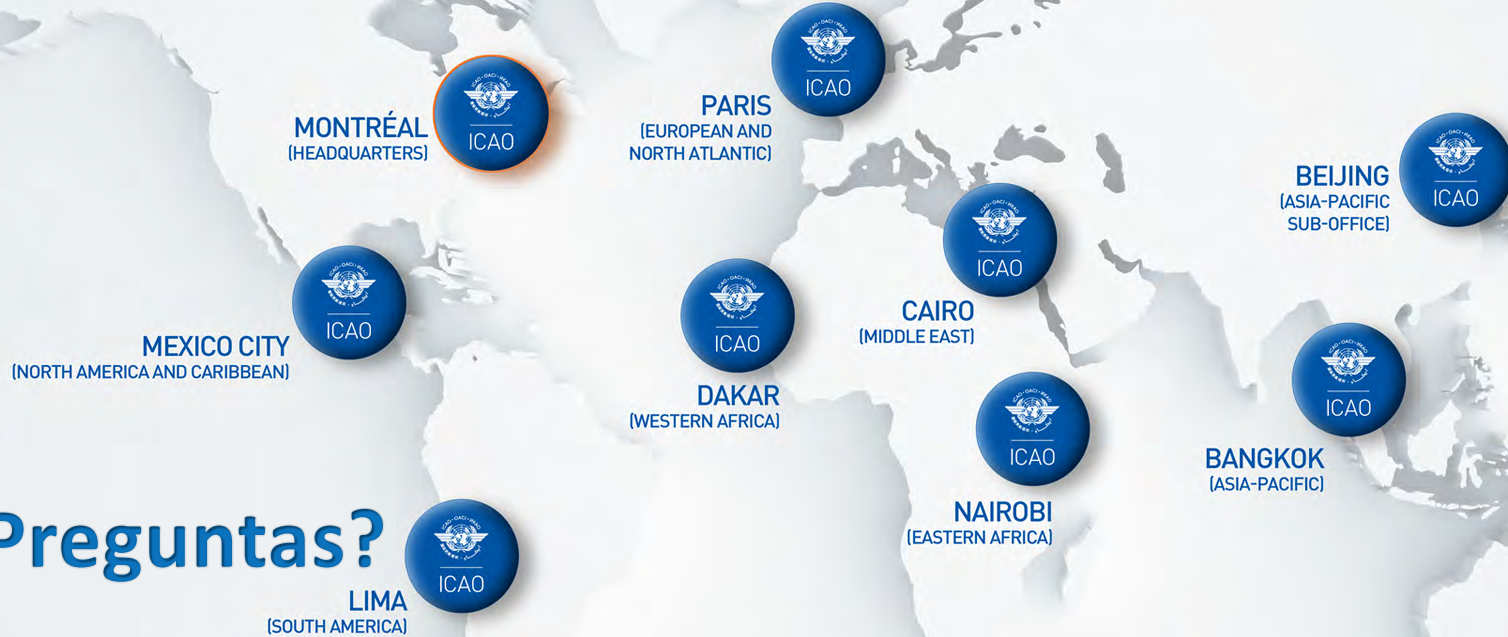 ICAO
PARIS
(EUROPEAN AND
NORTH ATLANTIC)
ICAO
MONTRÉAL
(HEADQUARTERS)
ICAO
BEIJING
(ASIA-PACIFIC
SUB-OFFICE)
ICAO
ICAO
MEXICO CITY
(NORTH AMERICA AND CARIBBEAN)
ICAO
DAKAR
(WESTERN AFRICA)
ICAO
CAIRO
(MIDDLE EAST)
ICAO
NAIROBI
(EASTERN AFRICA)
ICAO
BANGKOK
(ASIA-PACIFIC)
Preguntas?
ICAO
LIMA
(SOUTH AMERICA)